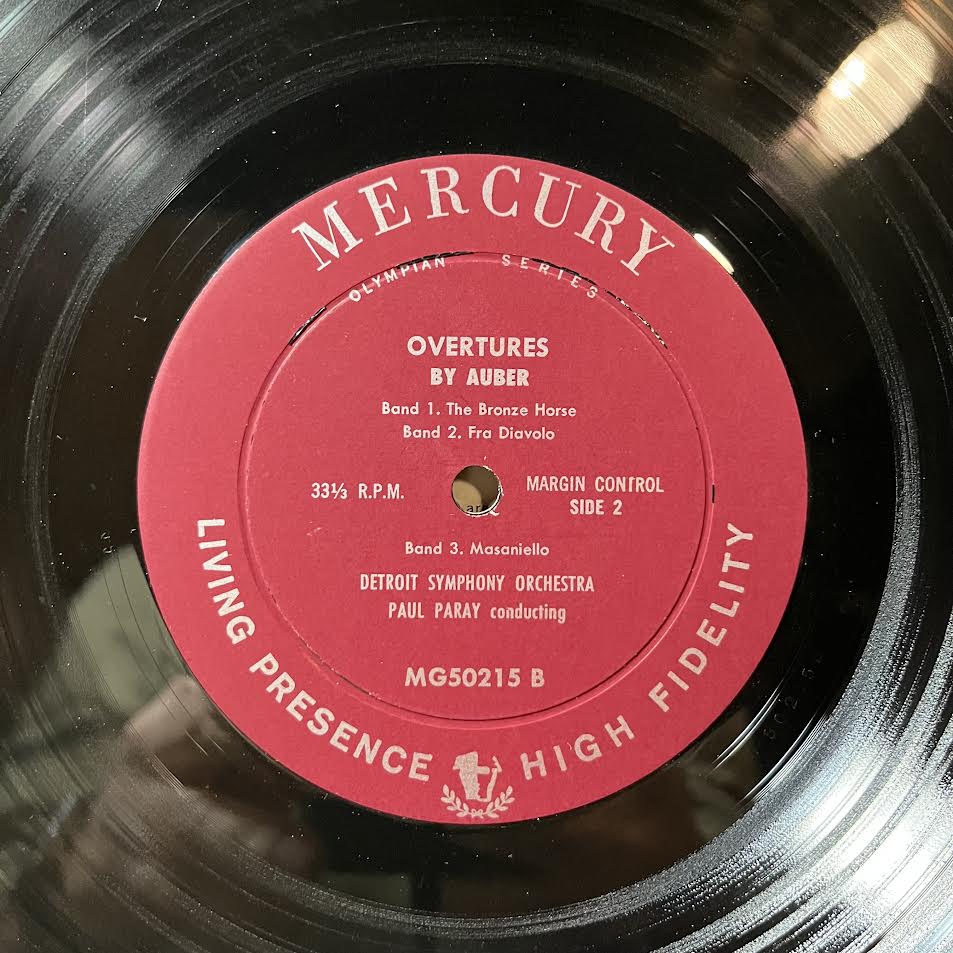 MERCURY
OLYMPIAN SERIES
OVERTURES
BY AUBER
Band 1. The Bronze Horse
Band 2. Fra Diavolo
33⅓ R.P.M.
MARGIN CONTROL
SIDE 2
Band 3. Masaniello
DETROIT SYMPHONY ORCHESTRA
PAUL PARAY conducting
MG50215 B
LIVING PRESENCE HIGH FIDELITY